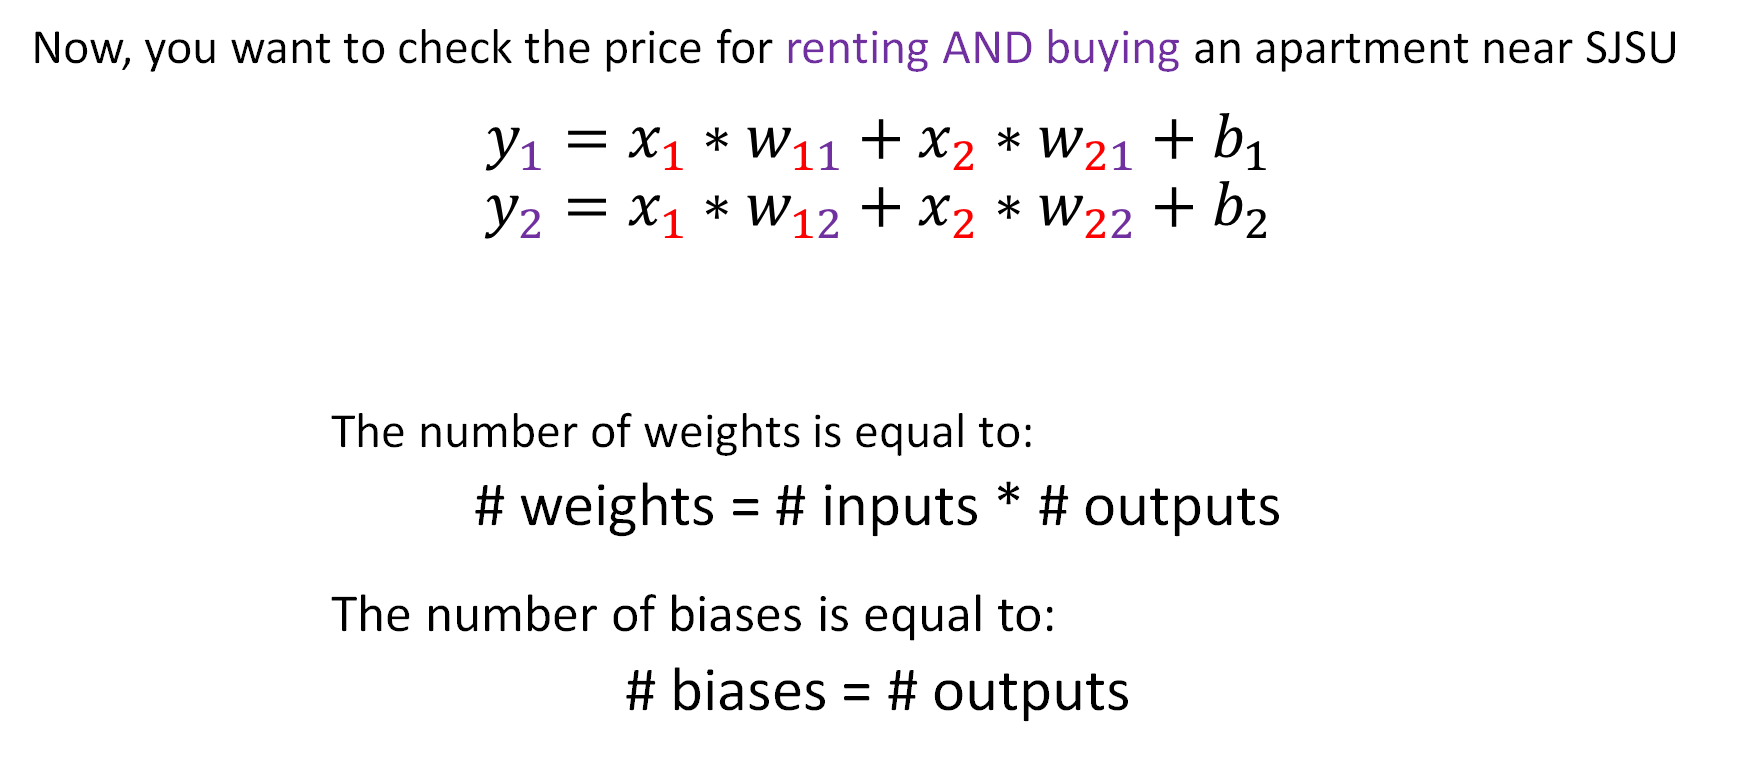 Now, you want to check the price for renting AND buying an apartment near SJSU
y₁ = x₁ * w₁₁ + x₂ * w₂₁ + b₁
y₂ = x₁ * w₁₂ + x₂ * w₂₂ + b₂
The number of weights is equal to:
# weights = # inputs * # outputs
The number of biases is equal to:
# biases = # outputs